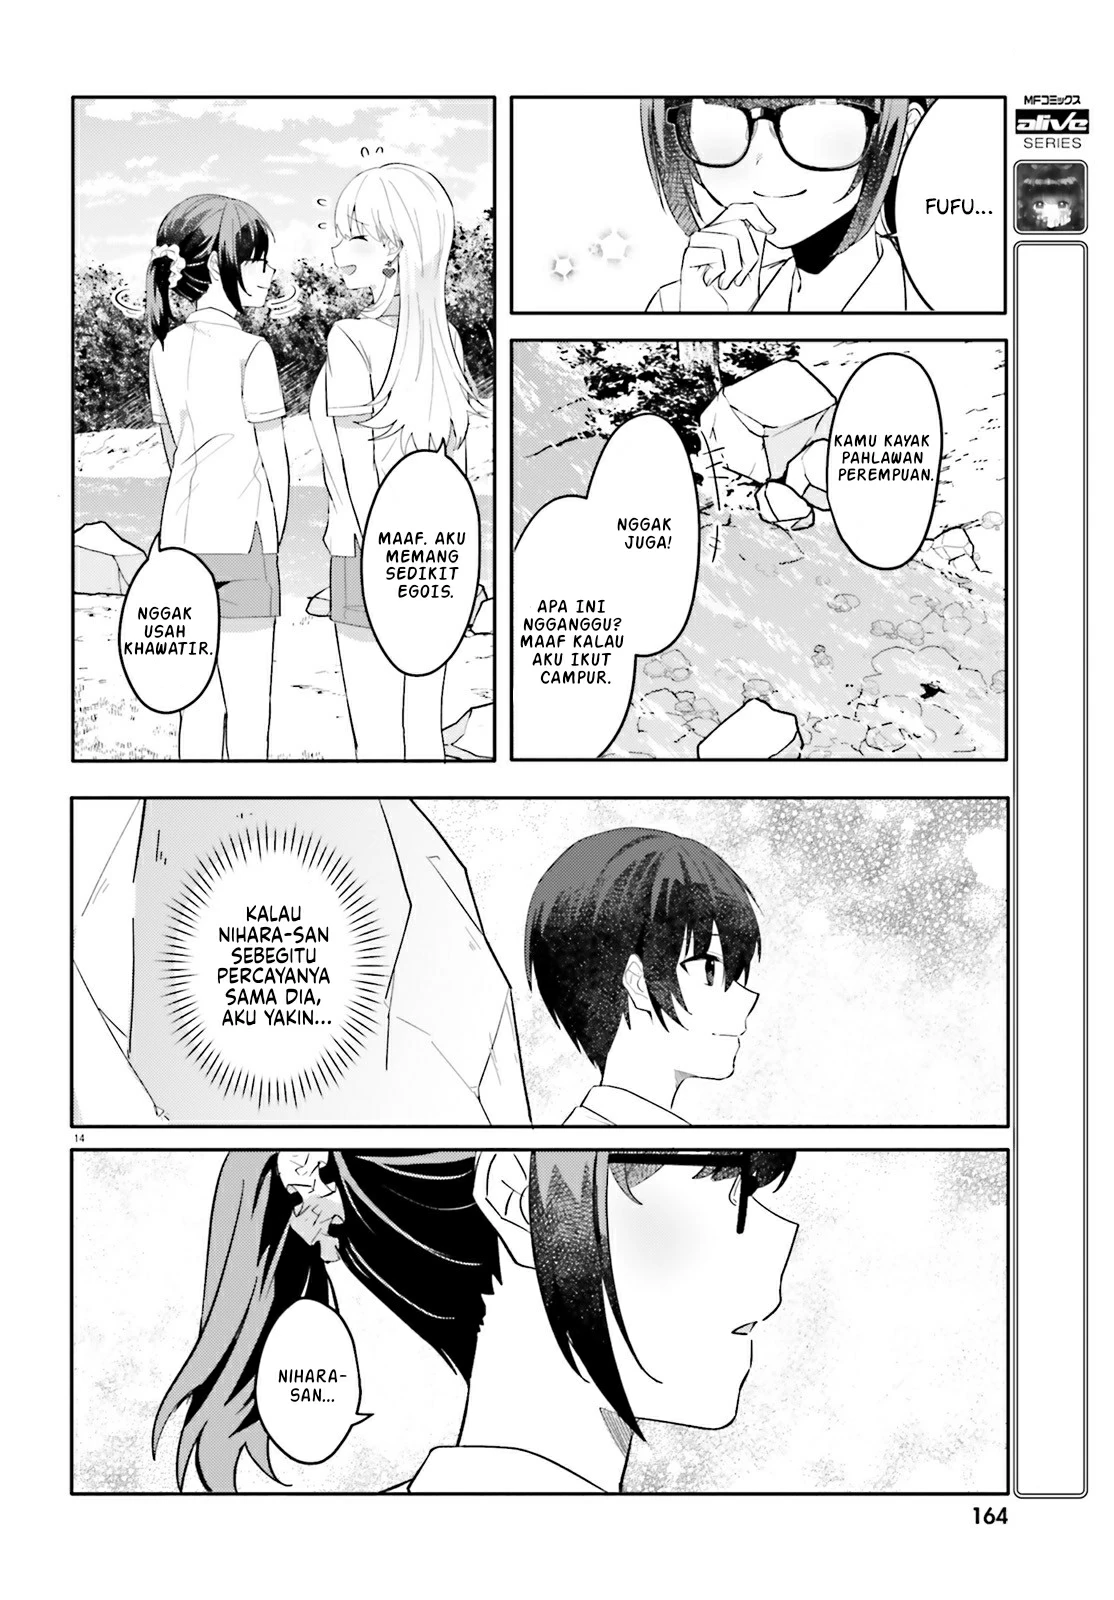 MFコミックス
alive
SERIES
FUFU...
KAMU KAYAK
PAHLAWAN
PEREMPUAN.
NGGAK
JUGA!
APA INI
NGGANGGU?
MAAF KALAU
AKU IKUT
CAMPUR.
MAAF. AKU
MEMANG
SEDIKIT
EGOIS.
NGGAK
USAH
KHAWATIR.
KALAU
NIHARA-SAN
SEBEGITU
PERCAYANYA
SAMA DIA,
AKU YAKIN...
14
NIHARA-
SAN...
164